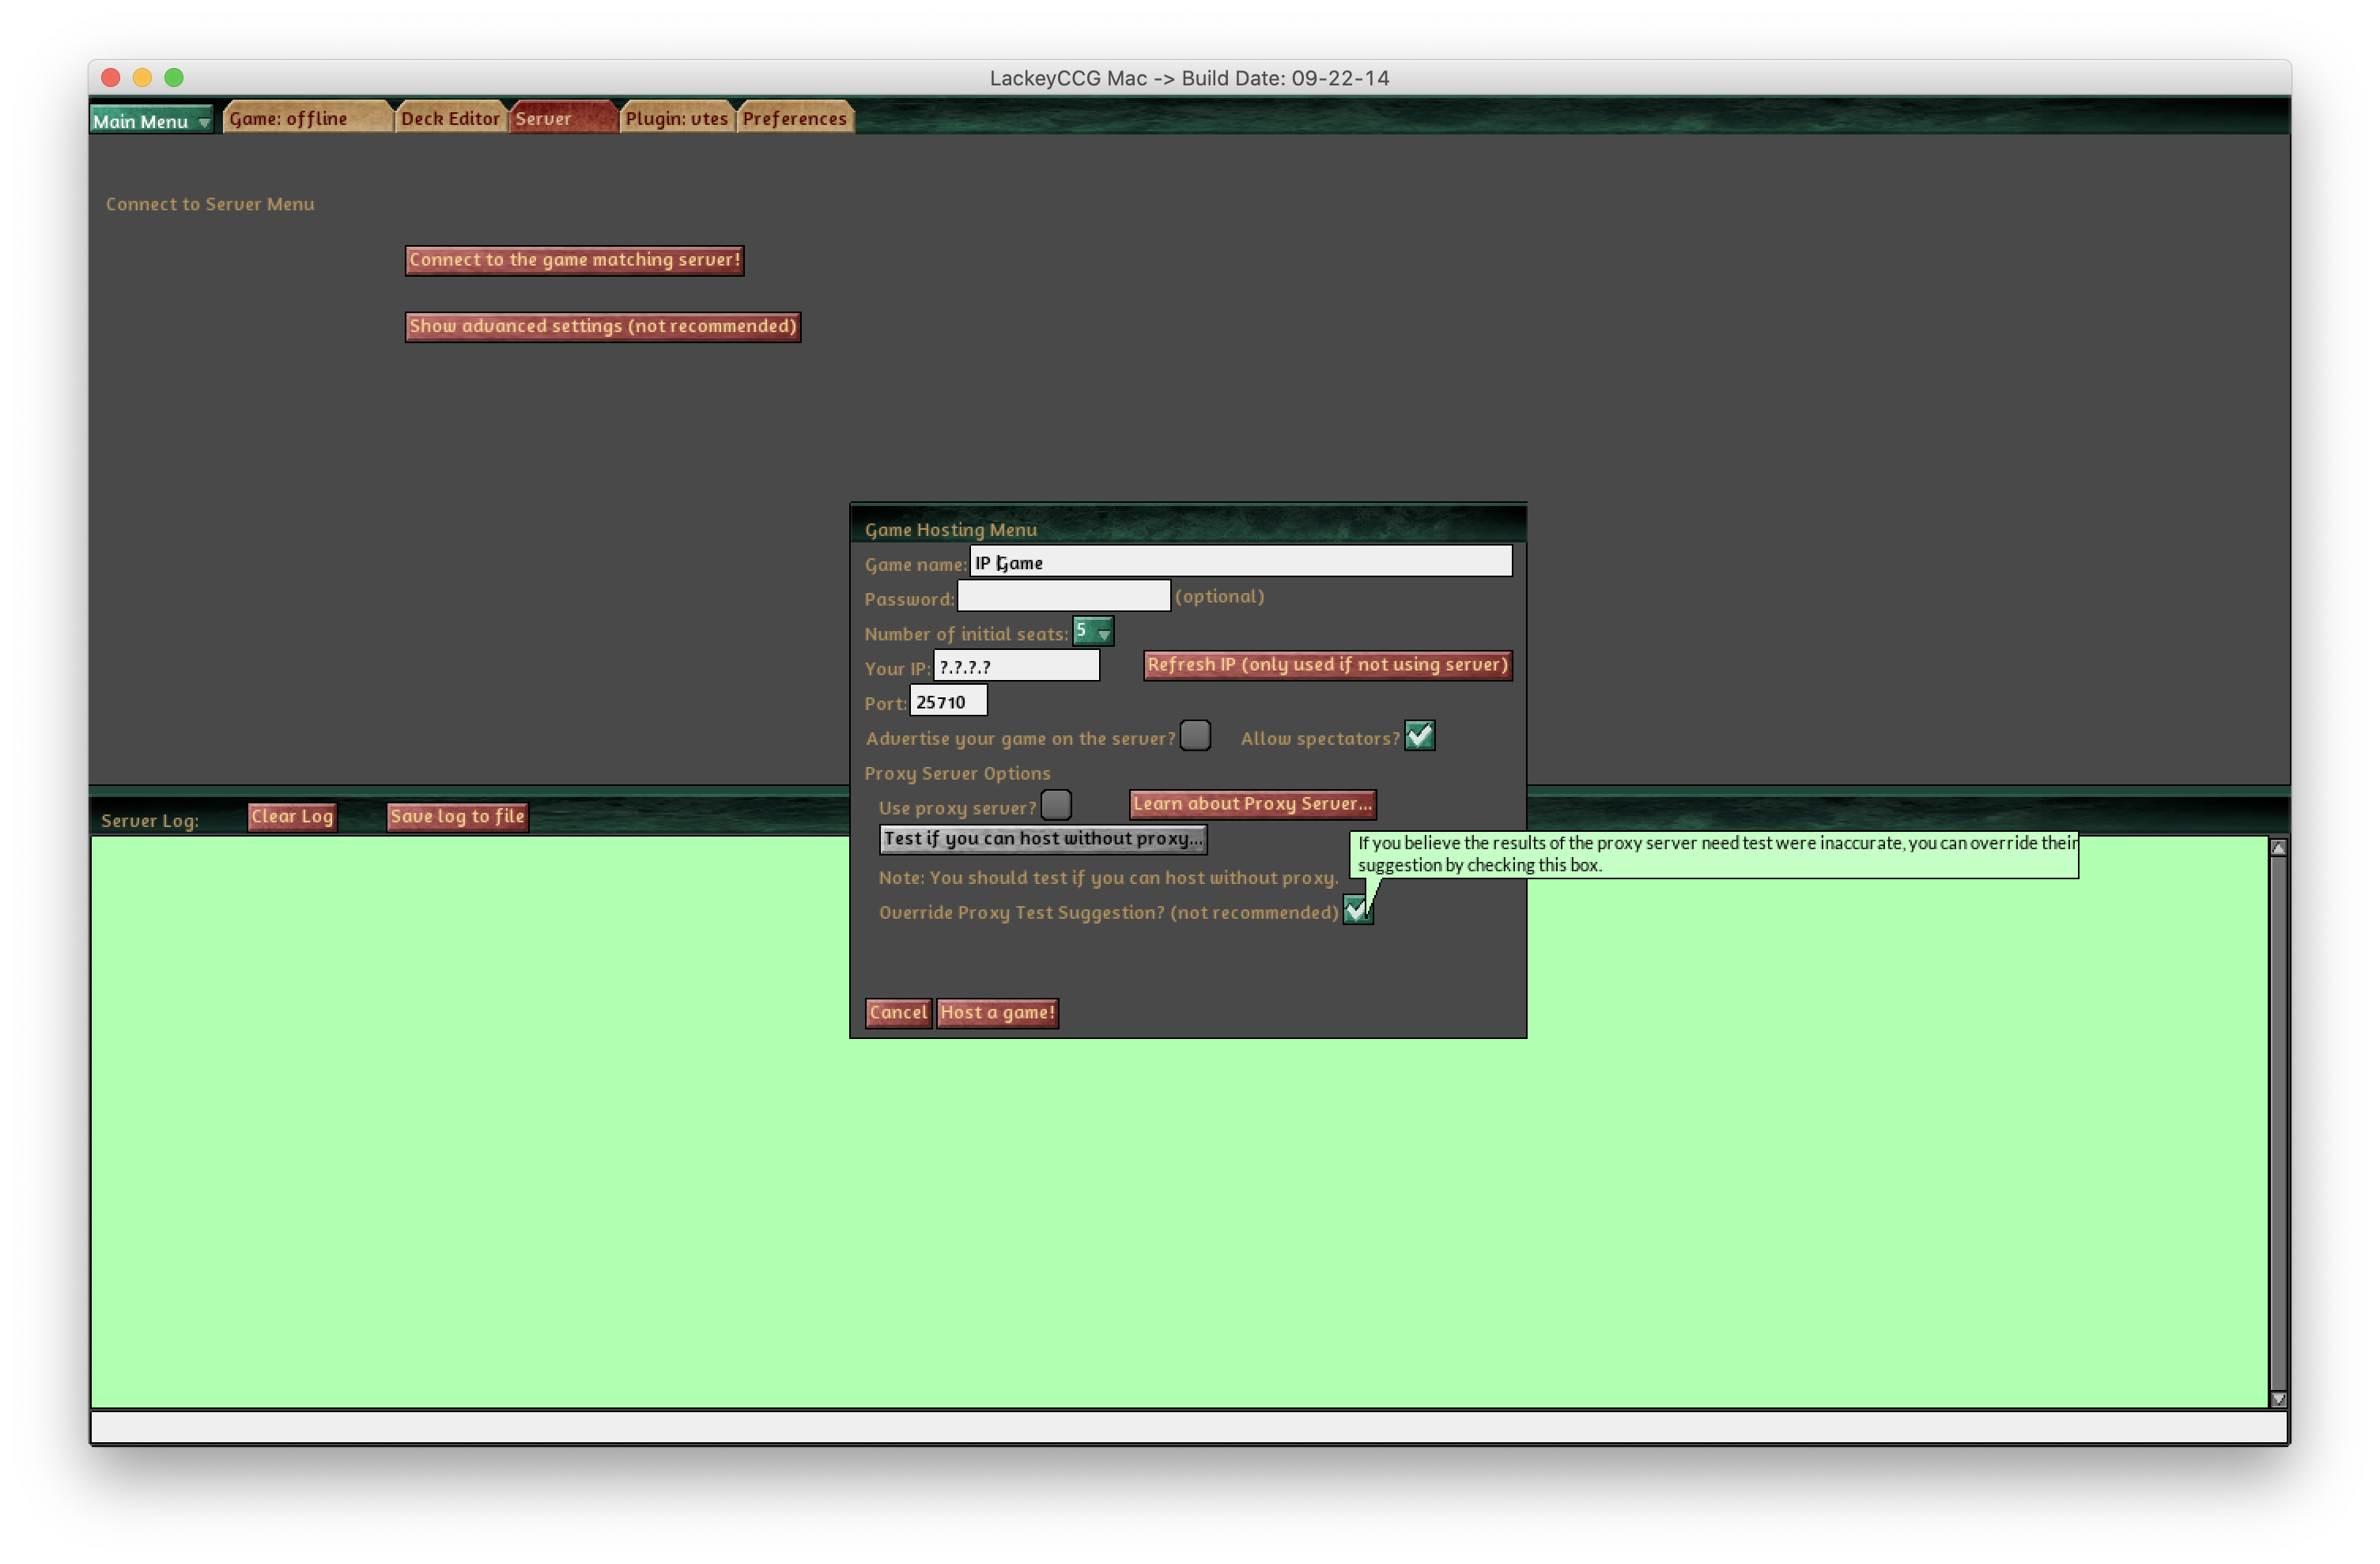 LackeyCCG Mac -> Build Date: 09-22-14
Main Menu Game: offline Deck Editor Server Plugin: vtes Preferences
Connect to Server Menu
Connect to the game matching server!
Show advanced settings (not recommended)
Game Hosting Menu
Game name: IP Game
Password: (optional)
Number of initial seats: 5
Your IP: ?.?.?.? Refresh IP (only used if not using server)
Port: 25710
Advertise your game on the server? Allow spectators?
Proxy Server Options
Use proxy server? Learn about Proxy Server...
Test if you can host without proxy...
Note: You should test if you can host without proxy.
Override Proxy Test Suggestion? (not recommended)
If you believe the results of the proxy server need test were inaccurate, you can override their
suggestion by checking this box.
Cancel Host a game!
Server Log: Clear Log Save log to file